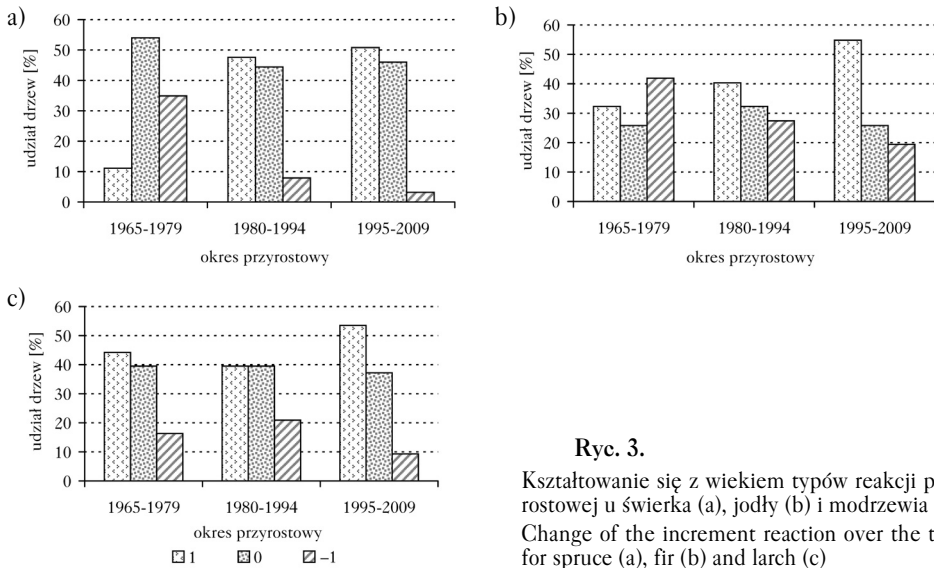 a)
udział drzew [%]
60
50
40
30
20
10
0
1965-1979
1980-1994
1995-2009
okres przyrostowy
b)
udział drzew [%]
60
50
40
30
20
10
0
1965-1979
1980-1994
1995-2009
okres przyrostowy
c)
udział drzew [%]
60
50
40
30
20
10
0
1965-1979
1980-1994
1995-2009
okres przyrostowy
1 0 –1
Ryc. 3.
Kształtowanie się z wiekiem typów reakcji p
rostowej u świerka (a), jodły (b) i modrzewia
Change of the increment reaction over the t
for spruce (a), fir (b) and larch (c)